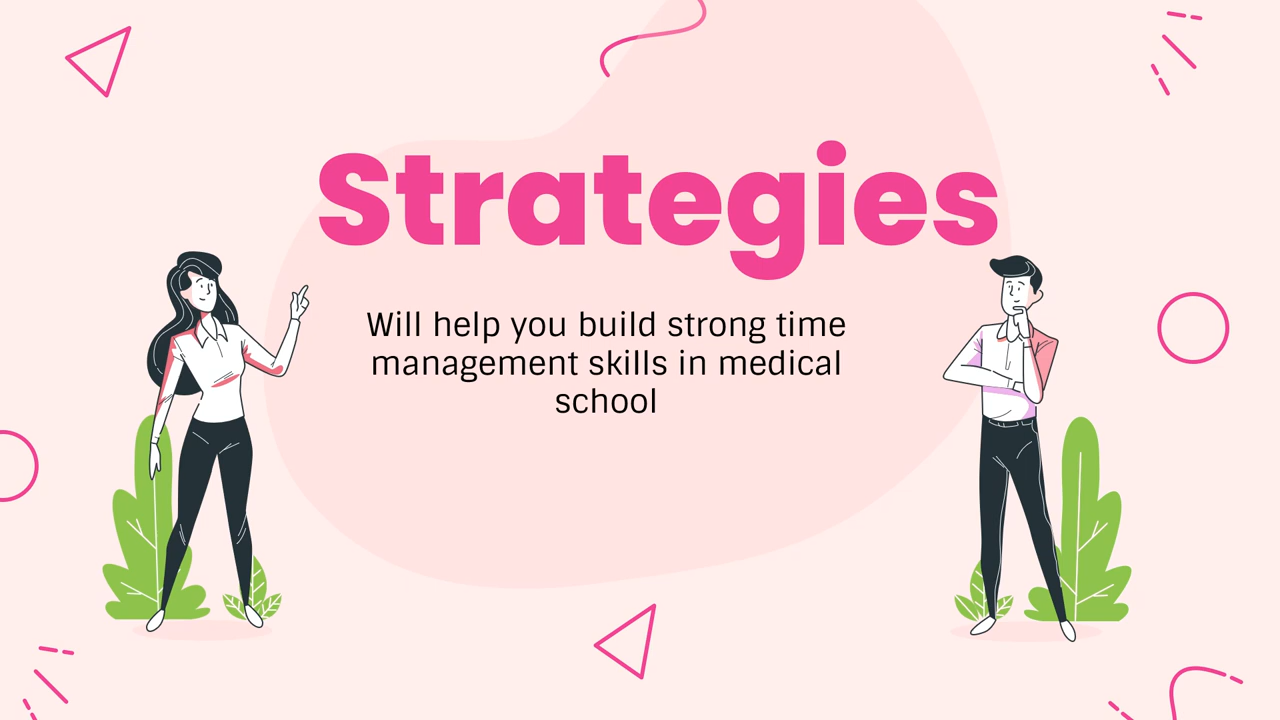 Strategies
Will help you build strong time
management skills in medical
school